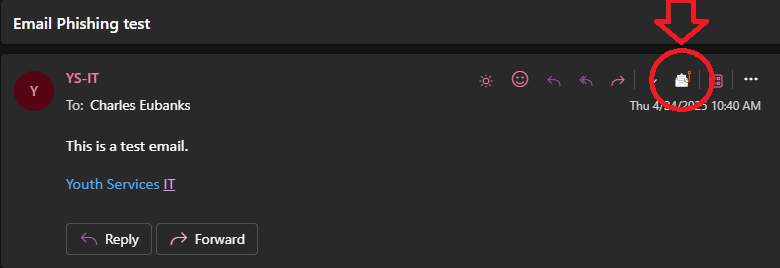 Email Phishing test
Y
YS-IT
To: Charles Eubanks
Thu 4/24/2025 10:40 AM
This is a test email.
Youth Services IT
Reply
Forward